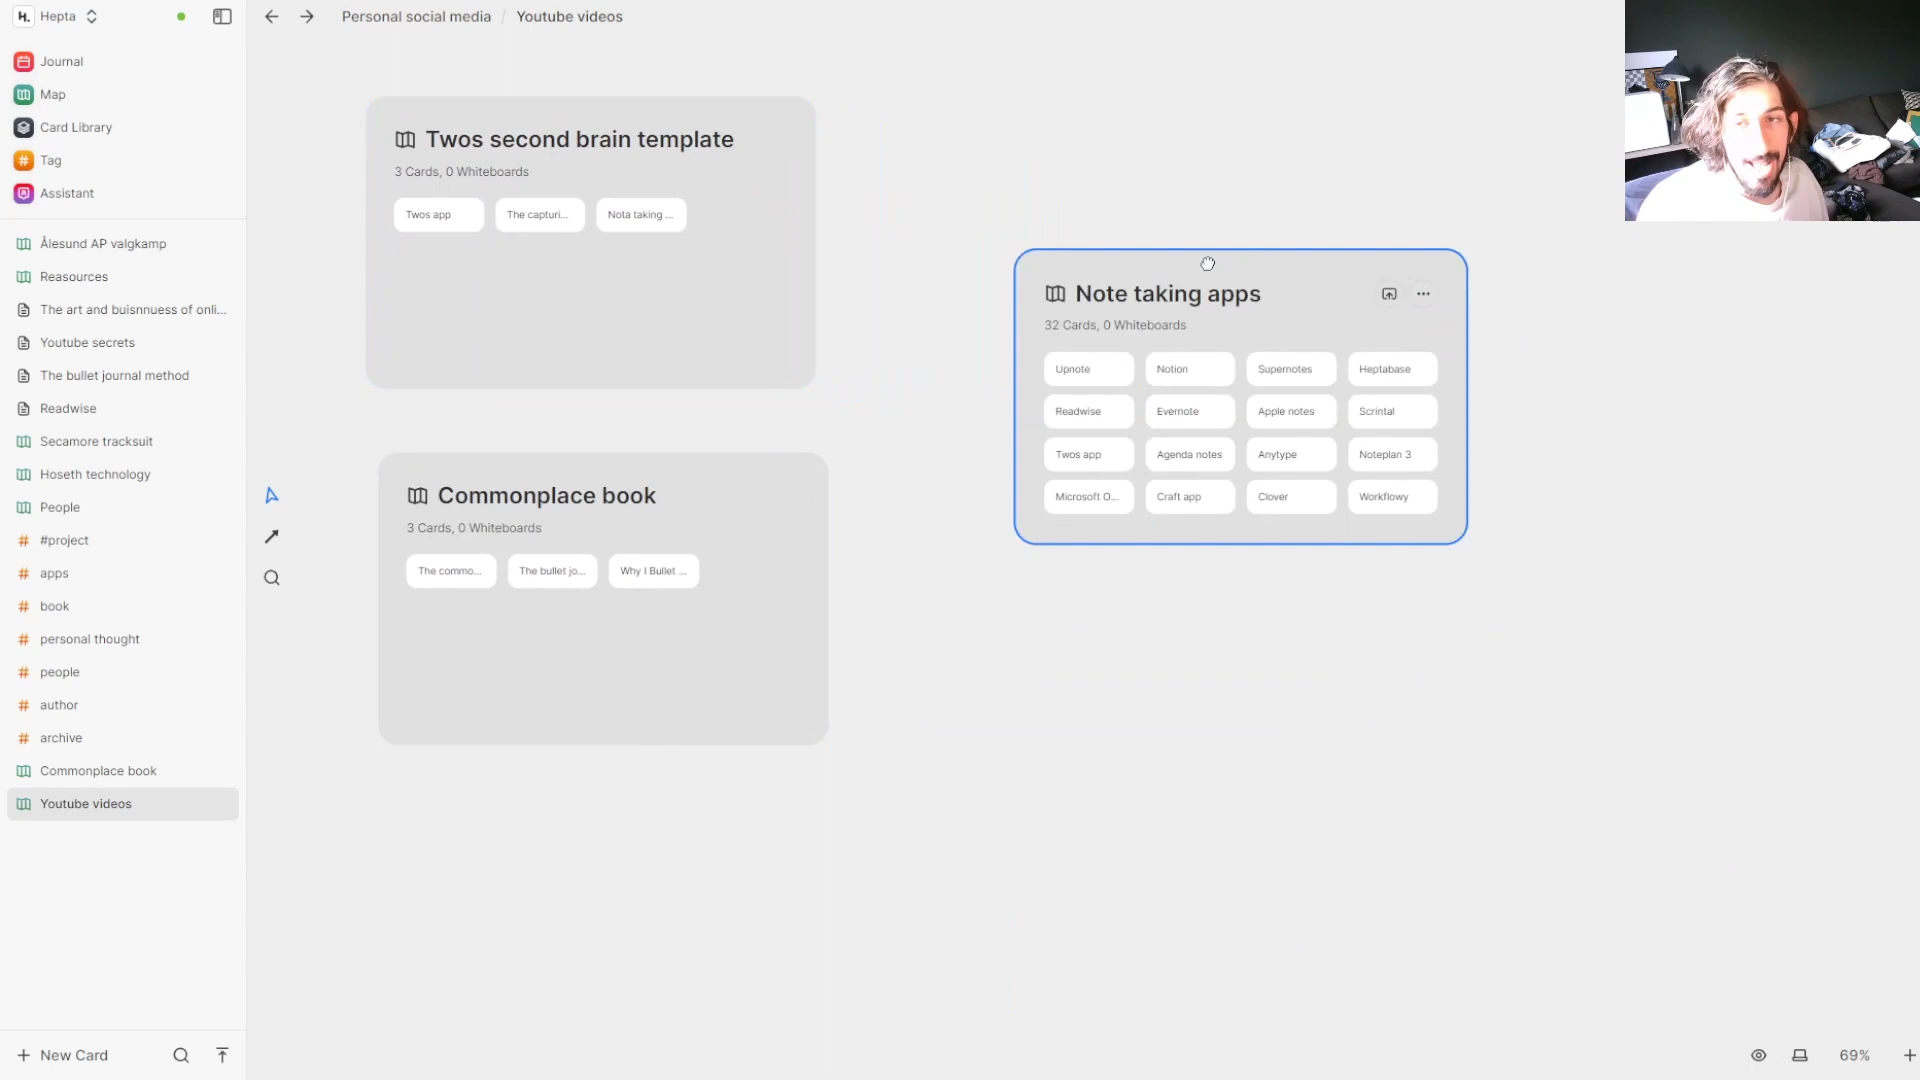 H. Hepta
Personal social media / Youtube videos
Journal
Map
Card Library
Tag
Assistant
Ålesund AP valgkamp
Reasources
The art and buisnnuess of onli...
Youtube secrets
The bullet journal method
Readwise
Secamore tracksuit
Hoseth technology
People
# #project
# apps
# book
# personal thought
# people
# author
# archive
Commonplace book
Youtube videos
+ New Card
Twos second brain template
3 Cards, 0 Whiteboards
Twos app
The capturi...
Nota taking ...
Commonplace book
3 Cards, 0 Whiteboards
The commo...
The bullet jo...
Why I Bullet ...
Note taking apps
32 Cards, 0 Whiteboards
Upnote
Notion
Supernotes
Heptabase
Readwise
Evernote
Apple notes
Scrintal
Twos app
Agenda notes
Anytype
Noteplan 3
Microsoft O...
Craft app
Clover
Workflowy
69% +